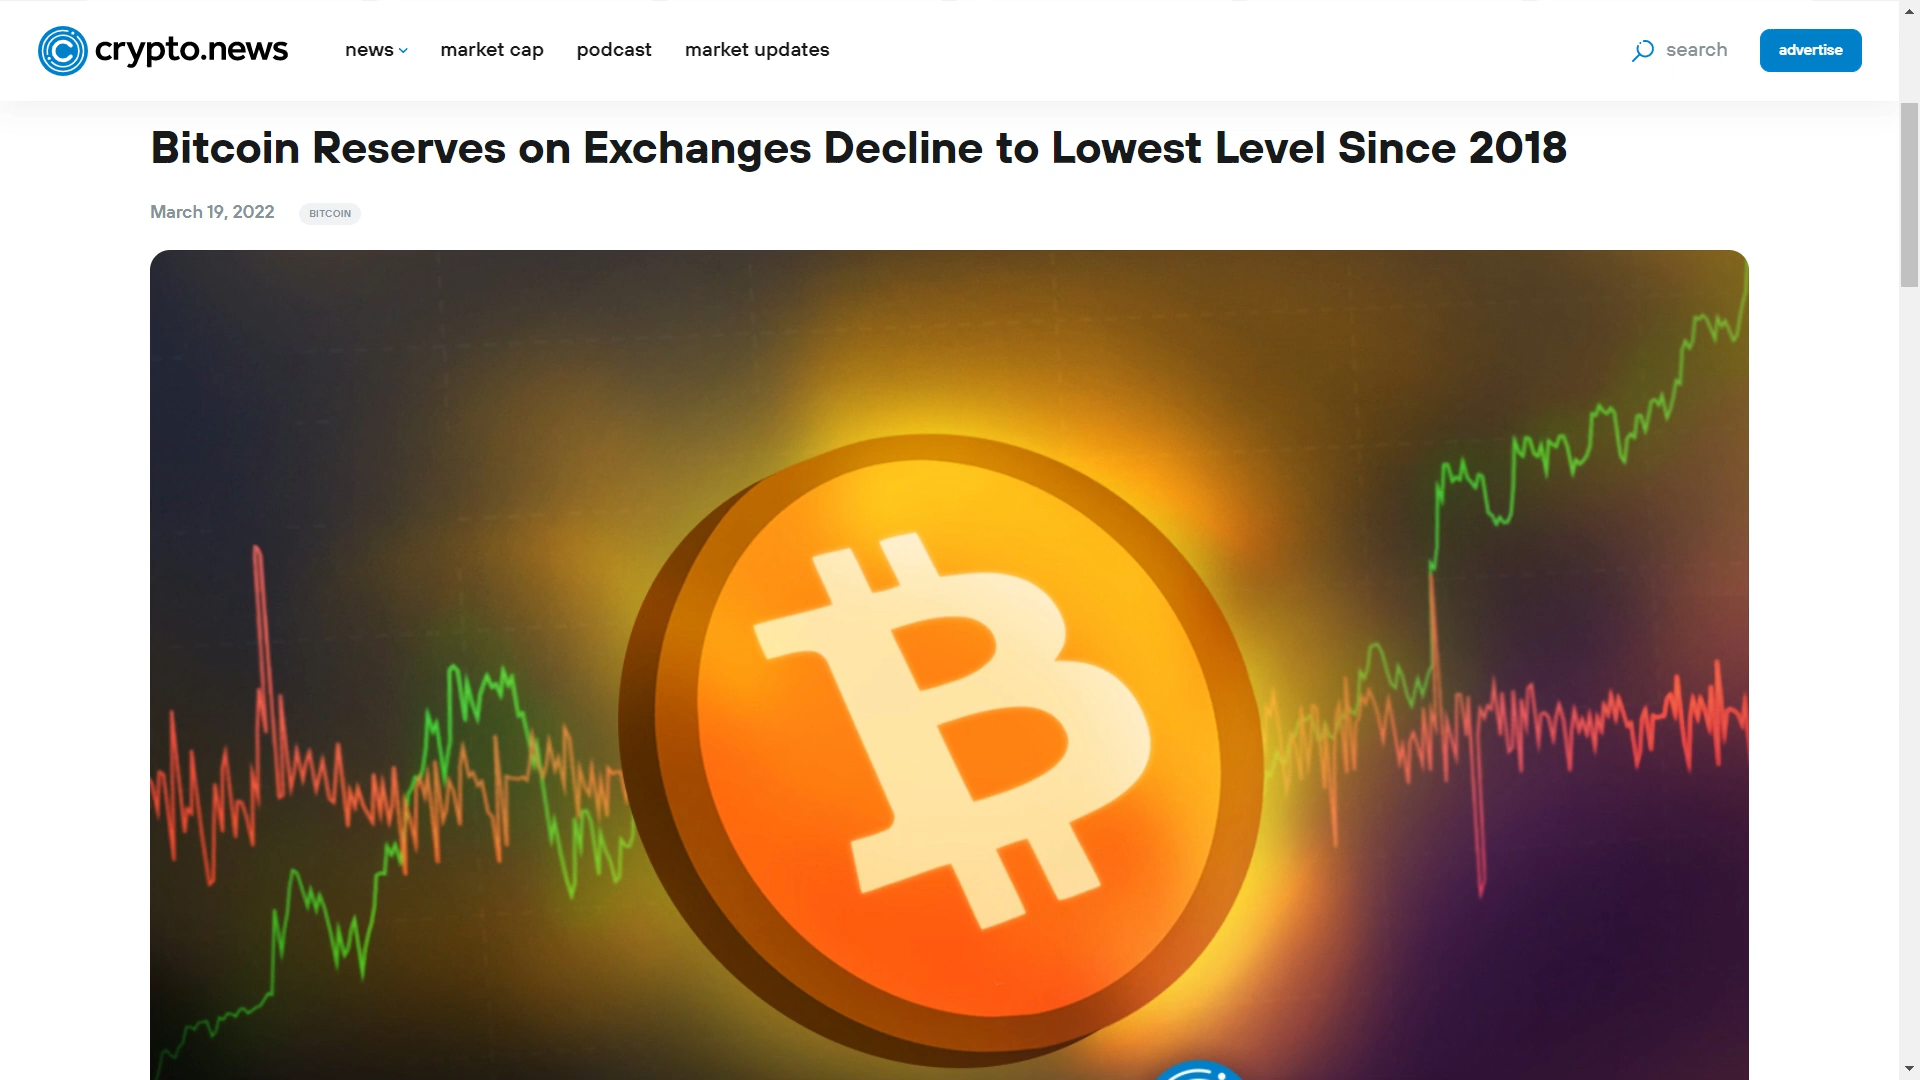 crypto.news
news
market cap
podcast
market updates
search
advertise
Bitcoin Reserves on Exchanges Decline to Lowest Level Since 2018
March 19, 2022
BITCOIN